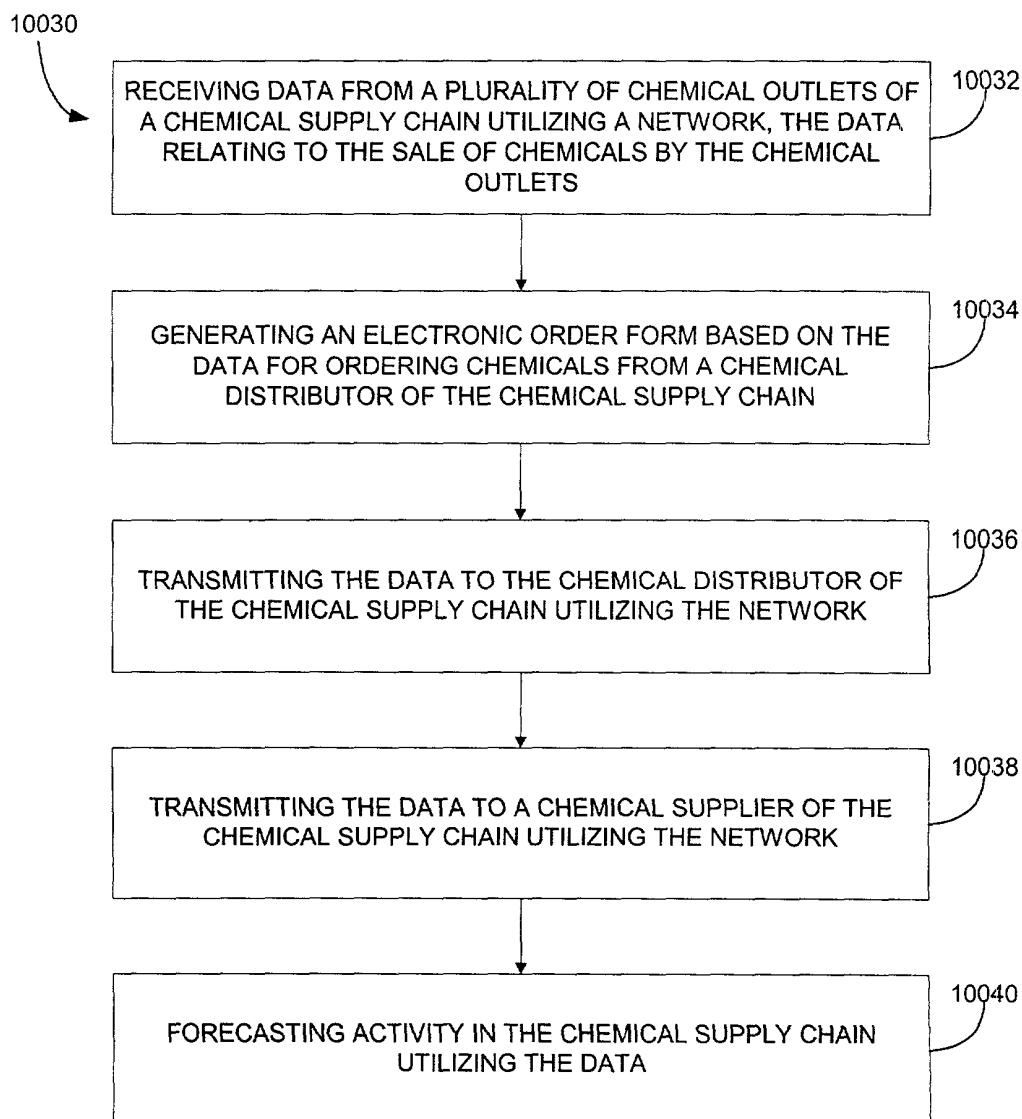 10030
10032
RECEIVING DATA FROM A PLURALITY OF CHEMICAL OUTLETS OF
A CHEMICAL SUPPLY CHAIN UTILIZING A NETWORK, THE DATA
RELATING TO THE SALE OF CHEMICALS BY THE CHEMICAL
OUTLETS
10034
GENERATING AN ELECTRONIC ORDER FORM BASED ON THE
DATA FOR ORDERING CHEMICALS FROM A CHEMICAL
DISTRIBUTOR OF THE CHEMICAL SUPPLY CHAIN
10036
TRANSMITTING THE DATA TO THE CHEMICAL DISTRIBUTOR OF
THE CHEMICAL SUPPLY CHAIN UTILIZING THE NETWORK
10038
TRANSMITTING THE DATA TO A CHEMICAL SUPPLIER OF THE
CHEMICAL SUPPLY CHAIN UTILIZING THE NETWORK
10040
FORECASTING ACTIVITY IN THE CHEMICAL SUPPLY CHAIN
UTILIZING THE DATA